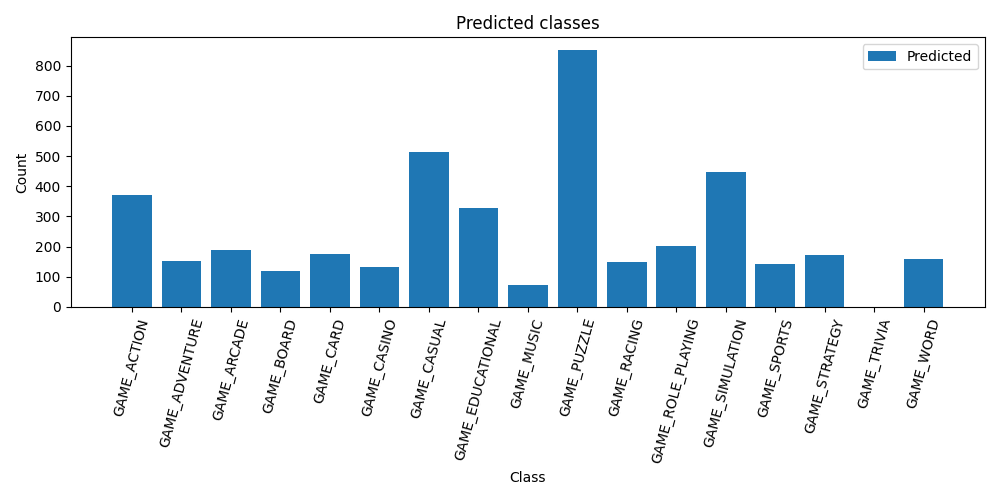 Predicted classes
Predicted
Count
800
700
600
500
400
300
200
100
0
GAME_ACTION
GAME_ADVENTURE
GAME_ARCADE
GAME_BOARD
GAME_CARD
GAME_CASINO
GAME_CASUAL
GAME_EDUCATIONAL
GAME_MUSIC
GAME_PUZZLE
GAME_RACING
GAME_ROLE_PLAYING
GAME_SIMULATION
GAME_SPORTS
GAME_STRATEGY
GAME_TRIVIA
GAME_WORD
Class